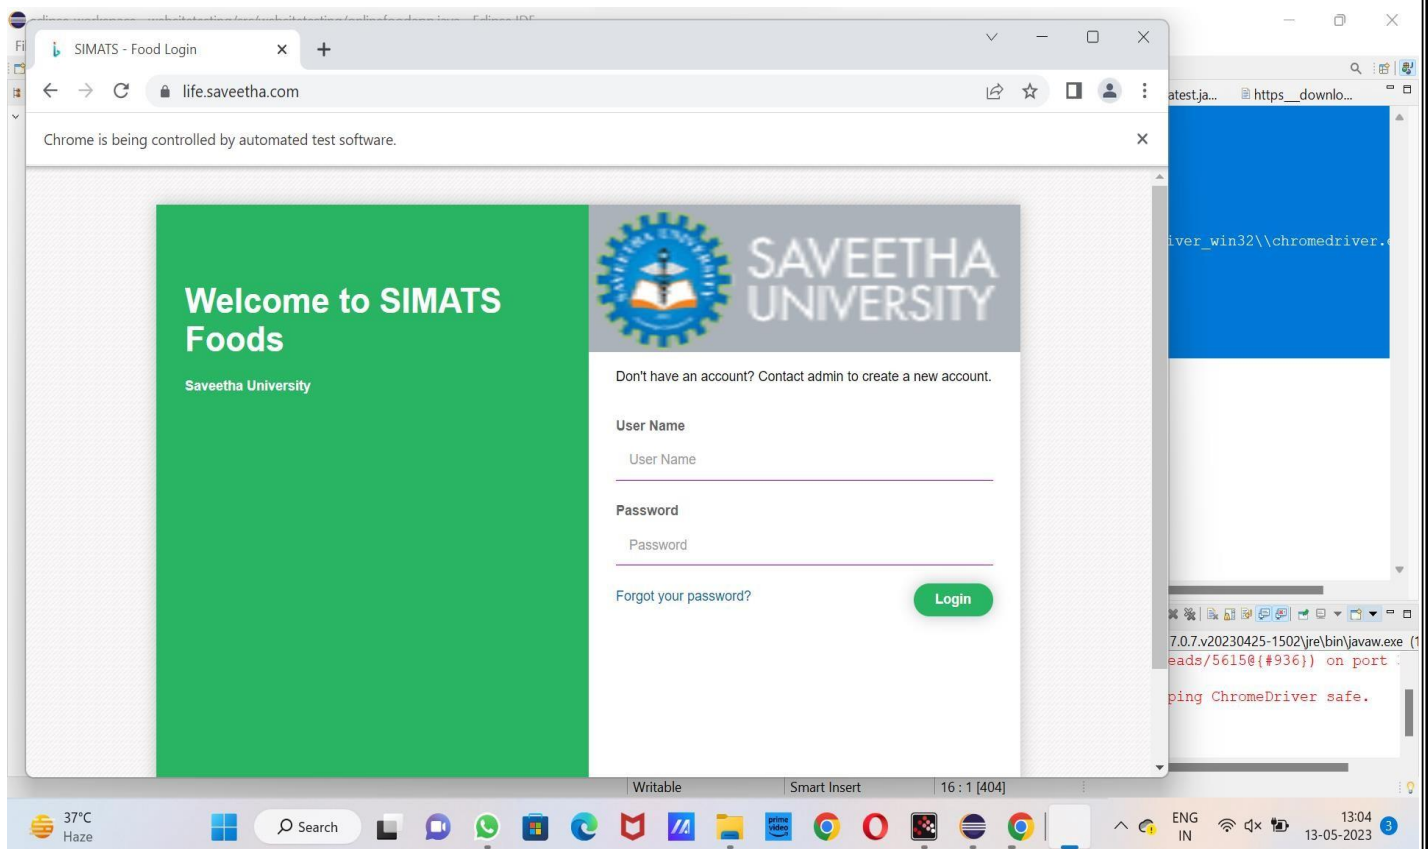 SIMATS - Food Login
life.saveetha.com
Chrome is being controlled by automated test software.
Welcome to SIMATS
Foods
Saveetha University
SAVEETHA
UNIVERSITY
Don't have an account? Contact admin to create a new account.
User Name
User Name
Password
Password
Forgot your password?
Login
Fi
atest.ja...
https__downlo...
iver_win32\\chromedriver.e
7.0.7.v20230425-1502\jre\bin\javaw.exe (1
eads/5615@{#936}) on port
ping ChromeDriver safe.
Writable
Smart Insert
16 : 1 [404]
37°C
Haze
Search
prime
video
ENG
IN
13:04
13-05-2023
3